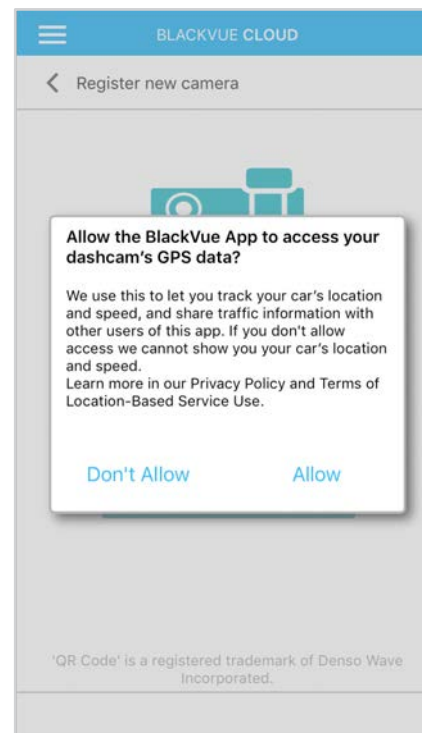 BLACKVUE CLOUD
Register new camera
Allow the BlackVue App to access your
dashcam's GPS data?
We use this to let you track your car's location
and speed, and share traffic information with
other users of this app. If you don't allow
access we cannot show you your car's location
and speed.
Learn more in our Privacy Policy and Terms of
Location-Based Service Use.
Don't Allow Allow
'QR Code' is a registered trademark of Denso Wave
Incorporated.